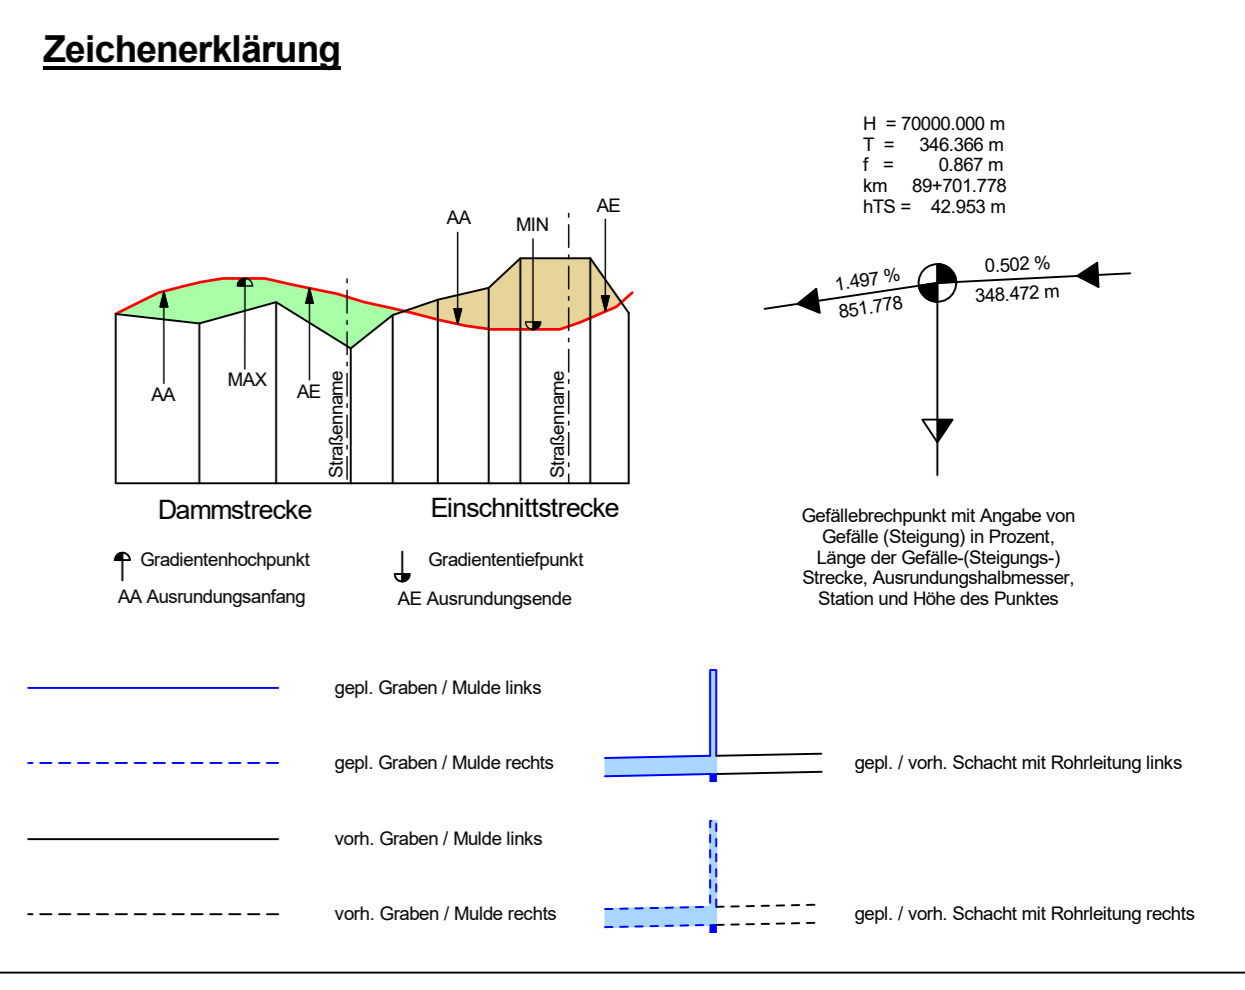 Zeichenerklärung
H = 70000.000 m
T = 346.366 m
f = 0.867 m
km 89+701.778
hTS = 42.953 m
AA
MIN
AE
1.497 %
851.778
0.502 %
348.472 m
AA
MAX
AE
Straßenname
Straßenname
Dammstrecke
Einschnittstrecke
Gradientenhochpunkt
Gradiententiefpunkt
AA Ausrundungsanfang
AE Ausrundungsende
Gefällebrechpunkt mit Angabe von
Gefälle (Steigung) in Prozent,
Länge der Gefälle-(Steigungs-)
Strecke, Ausrundungshalbmesser,
Station und Höhe des Punktes
gepl. Graben / Mulde links
gepl. Graben / Mulde rechts
gepl. / vorh. Schacht mit Rohrleitung links
vorh. Graben / Mulde links
vorh. Graben / Mulde rechts
gepl. / vorh. Schacht mit Rohrleitung rechts